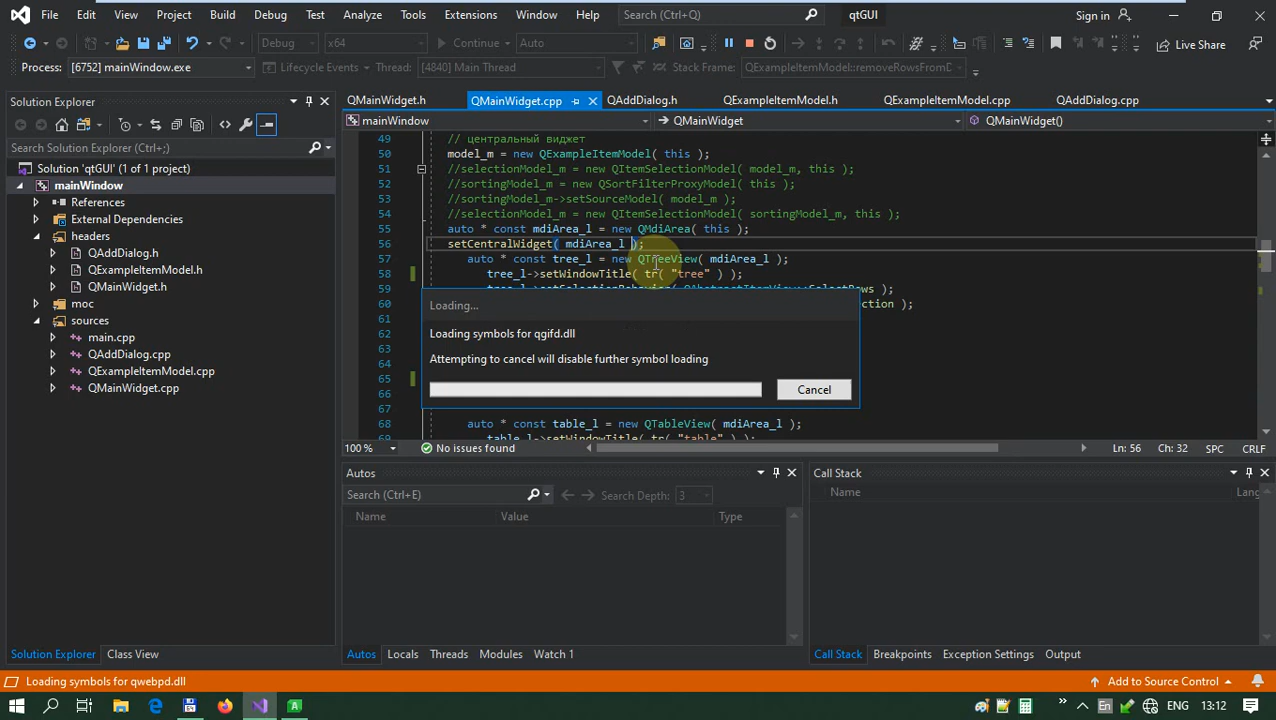 File Edit View Project Build Debug Test Analyze Tools Extensions Window Help Search (Ctrl+Q) qtGUI Sign in
Debug x64 Continue Auto Live Share
Process: [6752] mainWindow.exe Lifecycle Events Thread: [4840] Main Thread Stack Frame: QExampleItemModel::removeRowsFromD
Solution Explorer
Search (Ctrl+;)
Solution 'qtGUI' (1 of 1 project)
mainWindow
References
External Dependencies
headers
QAddDialog.h
QExampleItemModel.h
QMainWidget.h
moc
sources
main.cpp
QAddDialog.cpp
QExampleItemModel.cpp
QMainWidget.cpp
Solution Explorer Class View
QMainWidget.h QMainWidget.cpp QAddDialog.h QExampleItemModel.h QExampleItemModel.cpp QAddDialog.cpp
mainWindow QMainWidget QMainWidget()
49 // центральный виджет
50 model_m = new QExampleItemModel( this );
51 //selectionModel_m = new QItemSelectionModel( model_m, this );
52 //sortingModel_m = new QSortFilterProxyModel( this );
53 //sortingModel_m->setSourceModel( model_m );
54 //selectionModel_m = new QItemSelectionModel( sortingModel_m, this );
55 auto * const mdiArea_l = new QMdiArea( this );
56 setCentralWidget( mdiArea_l );
57 auto * const tree_l = new QTreeView( mdiArea_l );
58 tree_l->setWindowTitle( tr( "tree" ) );
59
60 ection );
61
62
63
64
65
66
Loading...
Loading symbols for qgifd.dll
Attempting to cancel will disable further symbol loading
Cancel
68 auto * const table_l = new QTableView( mdiArea_l );
69 table_l->setWindowTitle( tr( "table" ) );
100 % No issues found Ln: 56 Ch: 32 SPC CRLF
Autos
Search (Ctrl+E) Search Depth: 3
Name Value Type
Autos Locals Threads Modules Watch 1
Call Stack
Name Lang
Call Stack Breakpoints Exception Settings Output
Loading symbols for qwebpd.dll Add to Source Control
En ENG 13:12